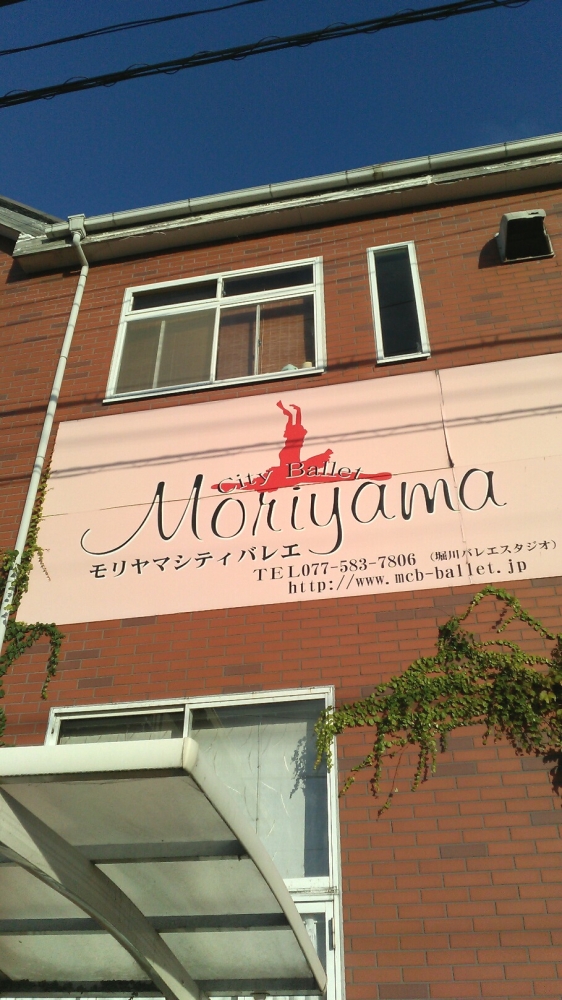 City Ballet
Moriyama
モリヤマシティバレエ
TEL077-583-7806 (堀川バレエスタジオ)
http://www.mcb-ballet.jp